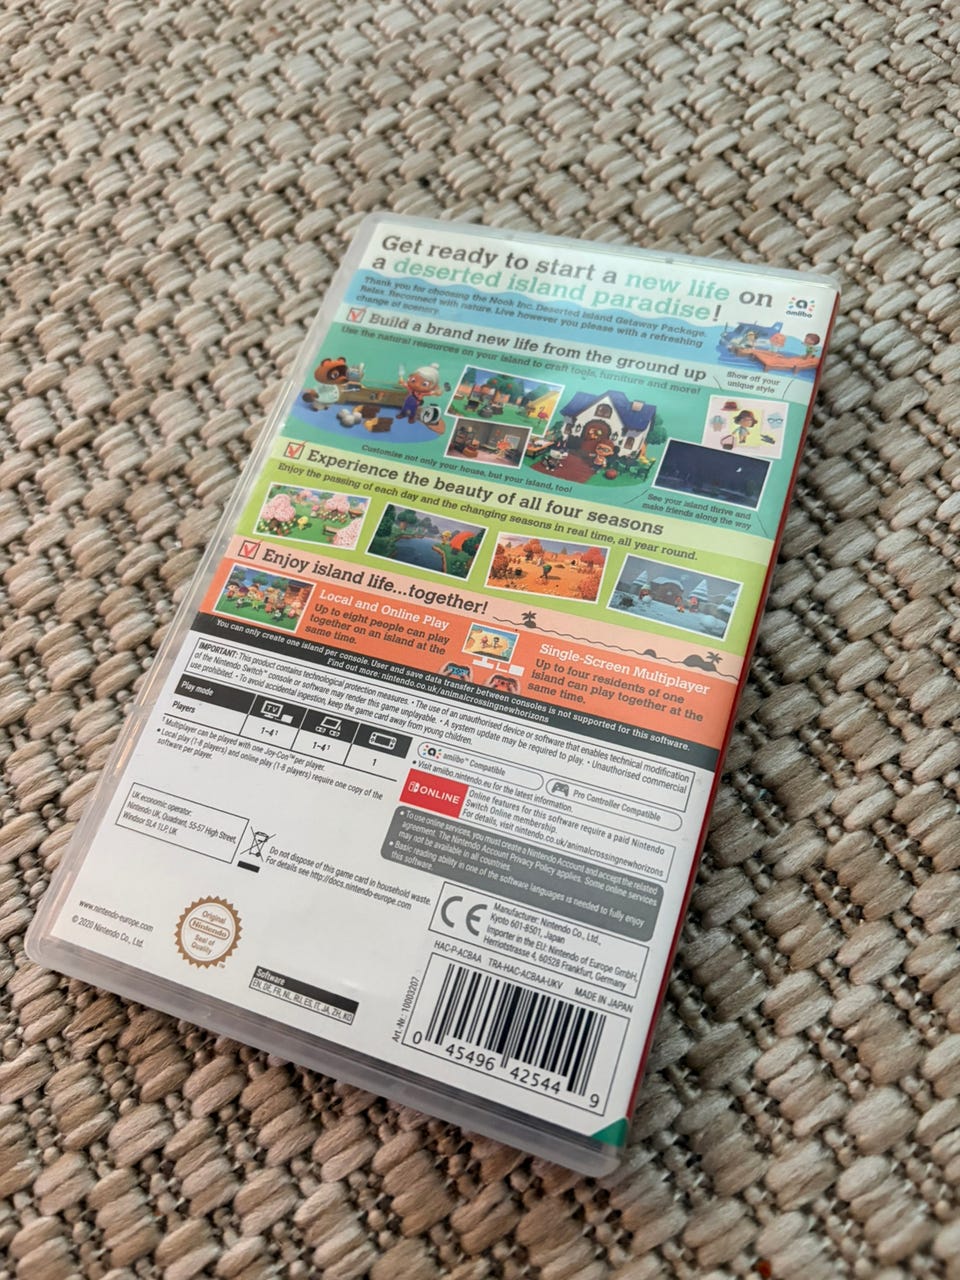 Get ready to start a new life on
a deserted island paradise!
amiibo
Thank you for choosing the Nook Inc. Deserted Island Getaway Package.
Relax. Reconnect with nature. Live however you please with a refreshing
change of scenery.
Build a brand new life from the ground up
Use the natural resources on your island to craft tools, furniture and more!
Show off your
unique style
Customise not only your house, but your island, too!
See your island thrive and
make friends along the way
Experience the beauty of all four seasons
Enjoy the passing of each day and the changing seasons in real time, all year round.
Enjoy island life...together!
Local and Online Play
Up to eight people can play
together on an island at the
same time.
Single-Screen Multiplayer
Up to four residents of one
island can play together at the
same time.
You can only create one island per console. User and save data transfer between consoles is not supported for this software.
Find out more: nintendo.co.uk/animalcrossingnewhorizons
IMPORTANT: This product contains technological protection measures. • The use of an unauthorised device or software that enables technical modification
of the Nintendo Switch™ console or software may render this game unplayable. • A system update may be required to play. • Unauthorised commercial
use prohibited. • To avoid accidental ingestion, keep the game card away from young children.
Play mode
TV
Players
1-4¹
1-4¹
1
¹ Multiplayer can be played with one Joy-Con™ per player.
• Local play (1-8 players) and online play (1-8 players) require one copy of the
software per player.
amiibo™ Compatible
• Visit amiibo.nintendo.eu for the latest information.
Pro Controller Compatible
ONLINE
Online features for this software require a paid Nintendo
Switch Online membership.
For details, visit nintendo.co.uk/animalcrossingnewhorizons
• To use online services, you must create a Nintendo Account and accept the related
agreement. The Nintendo Account Privacy Policy applies. Some online services
may not be available in all countries.
• Basic reading ability in one of the software languages is needed to fully enjoy
this software.
UK economic operator:
Nintendo UK, Quadrant, 55-57 High Street,
Windsor SL4 1LP, UK
Do not dispose of this game card in household waste.
For details see http://docs.nintendo-europe.com
CE
Manufacturer: Nintendo Co., Ltd.,
Kyoto 601-8501, Japan
Importer in the EU: Nintendo of Europe GmbH,
Herriotstrasse 4, 60528 Frankfurt, Germany
www.nintendo-europe.com
© 2020 Nintendo Co., Ltd.
Original
Nintendo
Seal of
Quality
HAC-P-ACBAA TRA-HAC-ACBAA-UKV MADE IN JAPAN
Software
EN, DE, FR, NL, RU, ES, IT, JA, ZH, KO
Art.-Nr.: 10003207
0 45496 42544 9